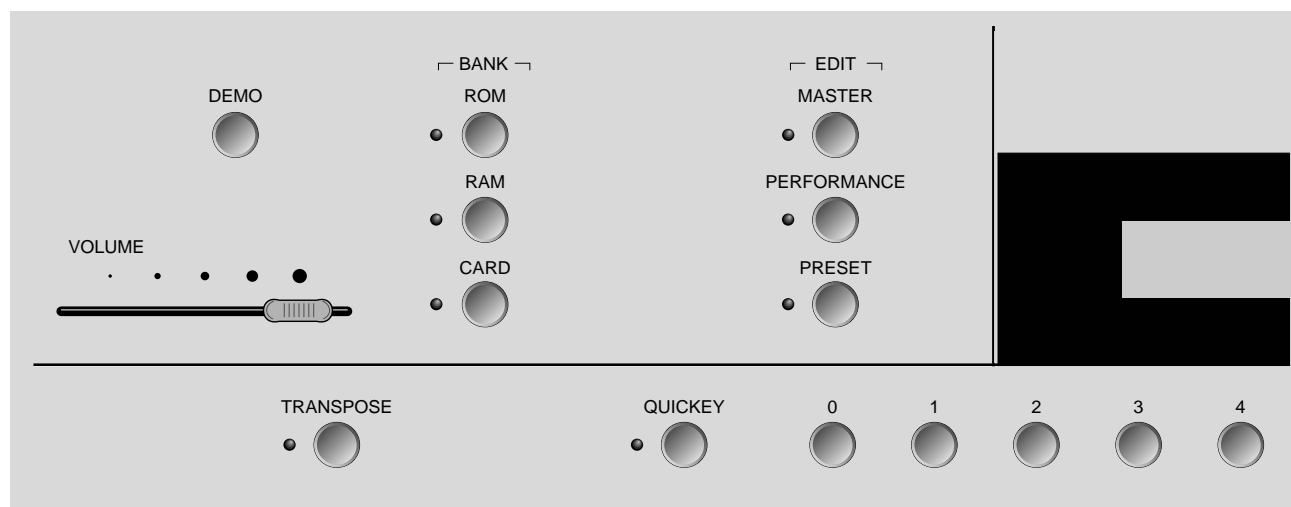 BANK
EDIT
DEMO
ROM
MASTER
RAM
PERFORMANCE
VOLUME
CARD
PRESET
TRANSPOSE
QUICKEY
0
1
2
3
4